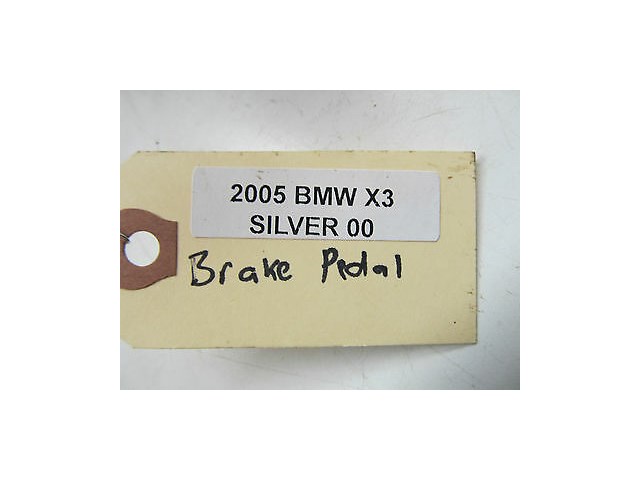 2005 BMW X3
SILVER 00
Brake Pedal